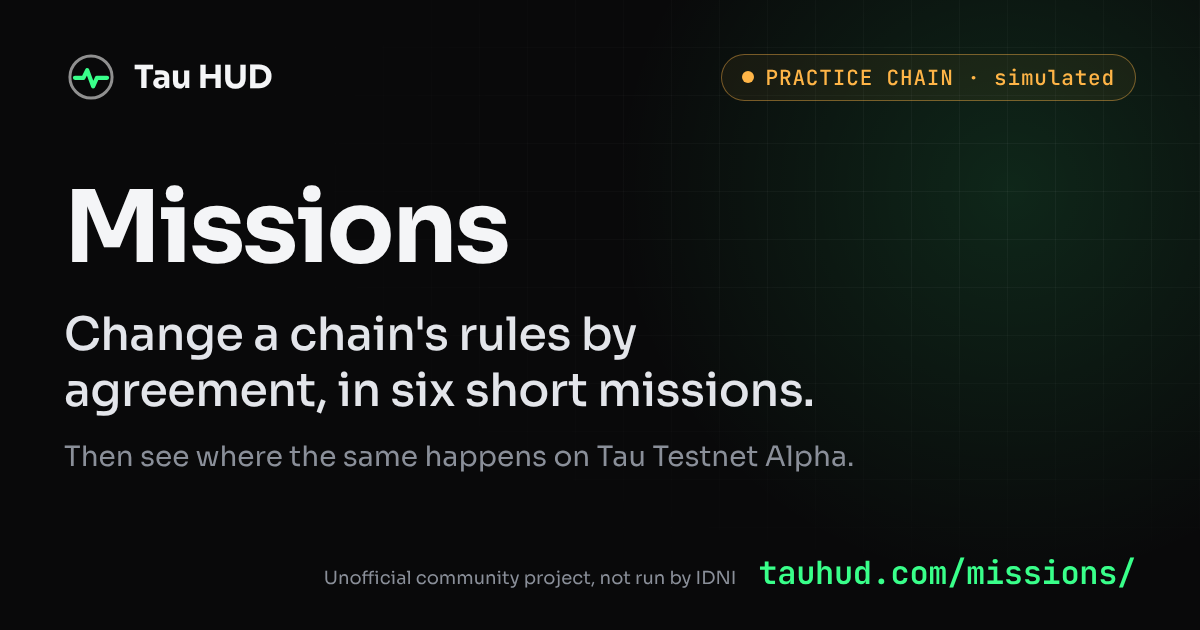 Tau HUD
PRACTICE CHAIN · simulated
Missions
Change a chain's rules by
agreement, in six short missions.
Then see where the same happens on Tau Testnet Alpha.
Unofficial community project, not run by IDNI
tauhud.com/missions/